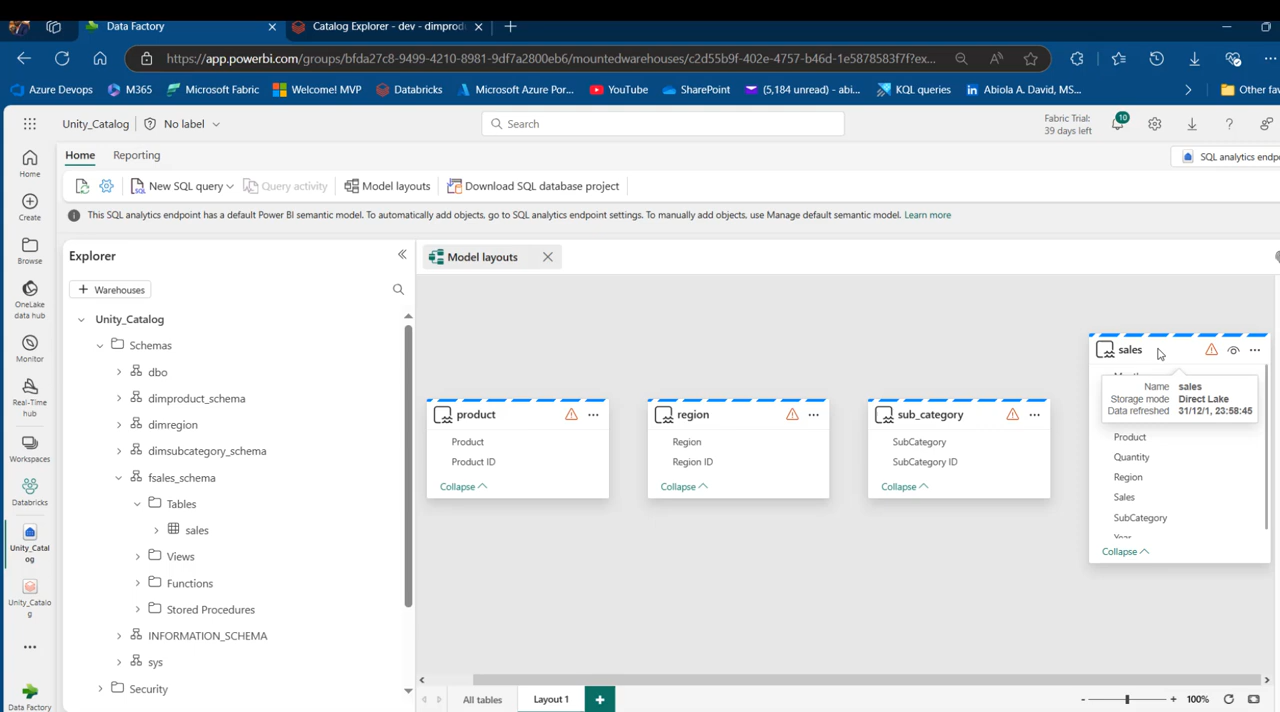 Data Factory
Catalog Explorer - dev - dimprod
https://app.powerbi.com/groups/bfda27c8-9499-4210-8981-9df7a2800eb6/mountedwarehouses/c2d55b9f-402e-4757-b46d-1e5878583f7f?ex...
Azure Devops
M365
Microsoft Fabric
Welcome! MVP
Databricks
Microsoft Azure Por...
YouTube
SharePoint
(5,184 unread) - abi...
KQL queries
Abiola A. David, MS...
Other fav
Unity_Catalog
No label
Search
Fabric Trial:
39 days left
10
Home
Reporting
SQL analytics endp
New SQL query
Query activity
Model layouts
Download SQL database project
This SQL analytics endpoint has a default Power BI semantic model. To automatically add objects, go to SQL analytics endpoint settings. To manually add objects, use Manage default semantic model. Learn more
Home
Create
Browse
OneLake
data hub
Monitor
Real-Time
hub
Workspaces
Databricks
Unity_Catal
og
Unity_Catalo
g
Data Factory
Explorer
Warehouses
Unity_Catalog
Schemas
dbo
dimproduct_schema
dimregion
dimsubcategory_schema
fsales_schema
Tables
sales
Views
Functions
Stored Procedures
INFORMATION_SCHEMA
sys
Security
Model layouts
product
Product
Product ID
Collapse
region
Region
Region ID
Collapse
sub_category
SubCategory
SubCategory ID
Collapse
sales
Name sales
Storage mode Direct Lake
Data refreshed 31/12/1, 23:58:45
Product
Quantity
Region
Sales
SubCategory
Year
Collapse
All tables
Layout 1
100%